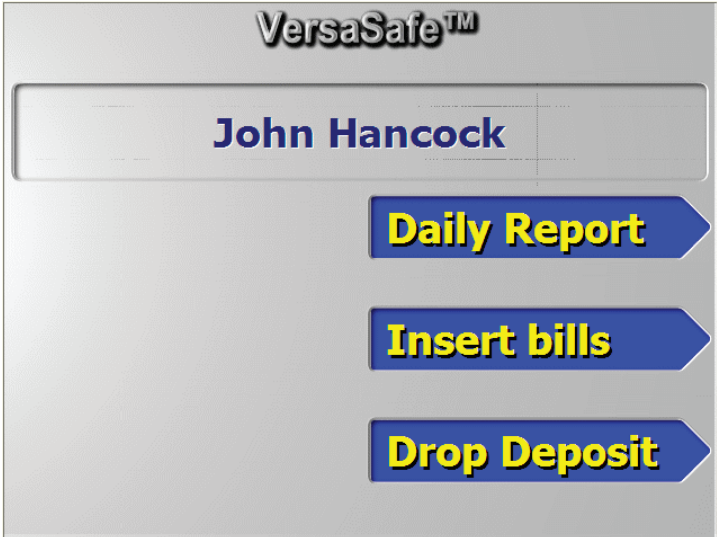 VersaSafe™
John Hancock
Daily Report
Insert bills
Drop Deposit